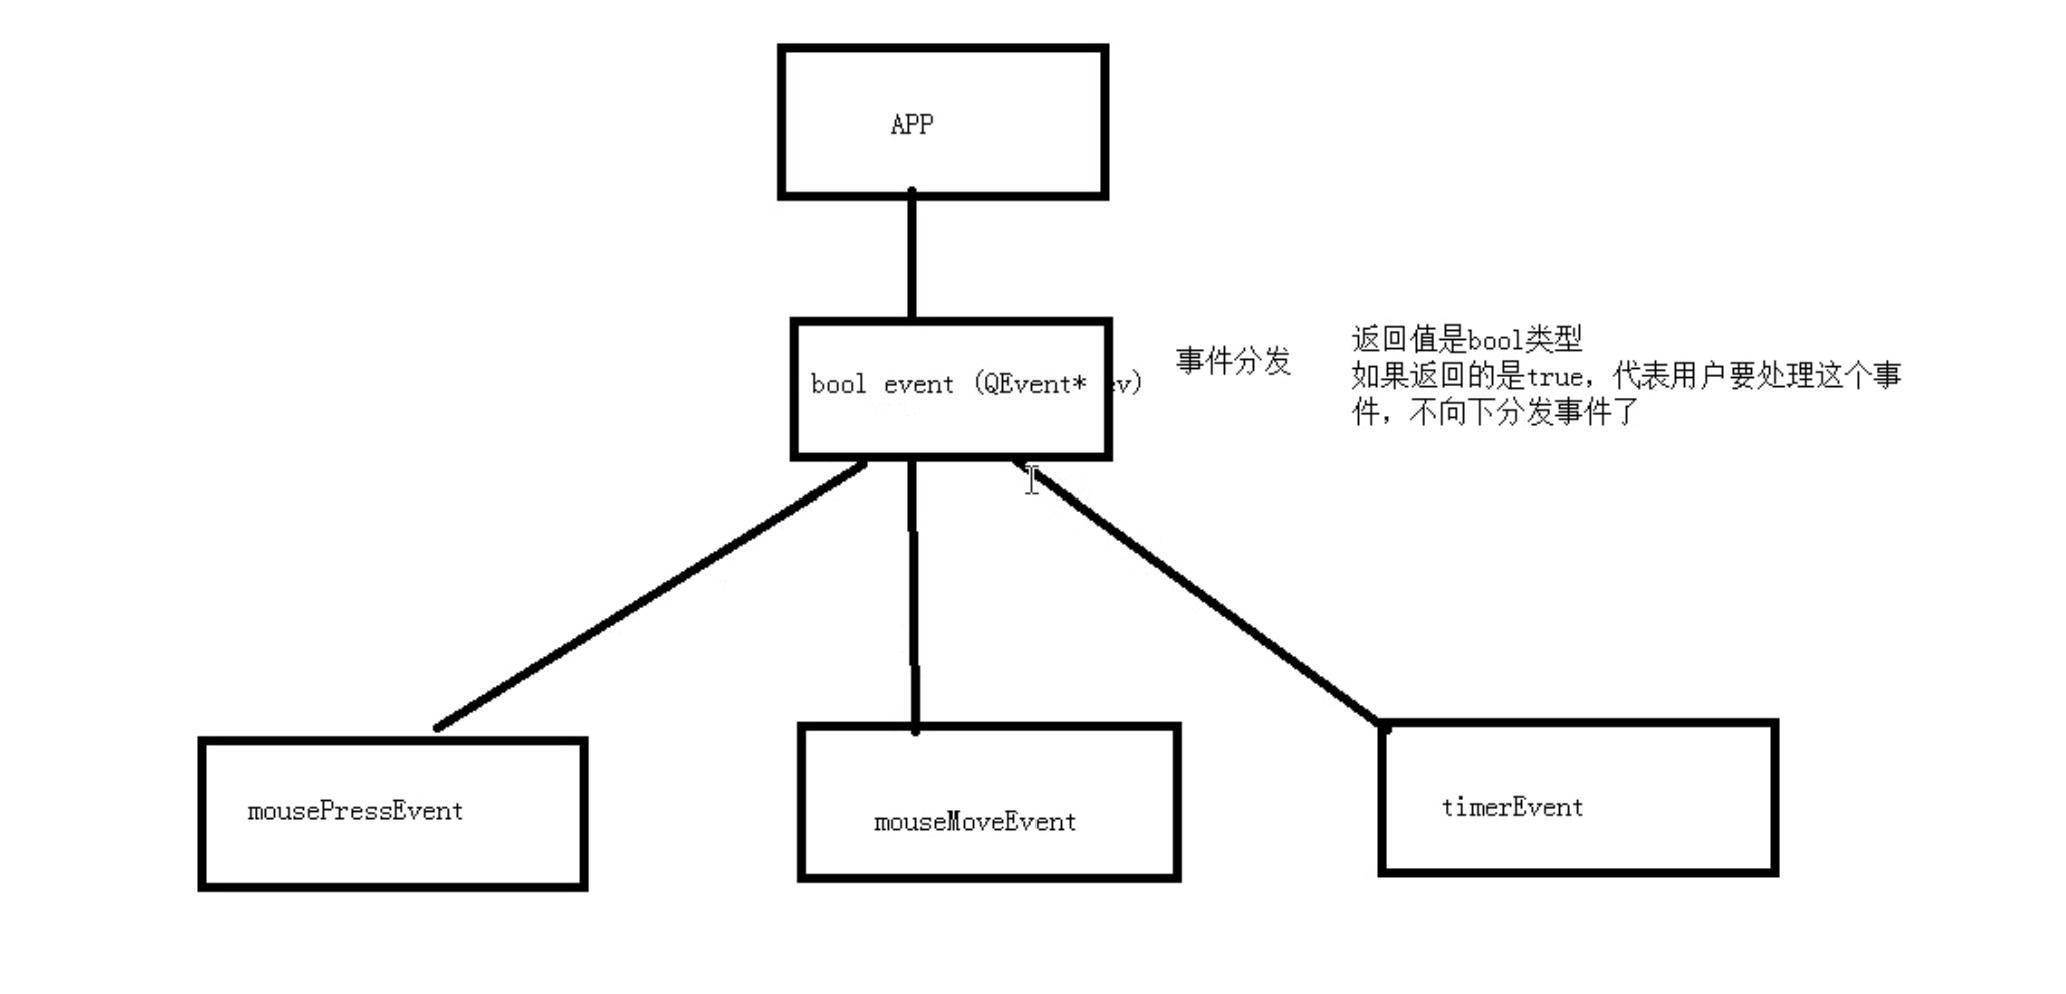 APP
bool event (QEvent* ev)
事件分发
返回值是bool类型
如果返回的是true，代表用户要处理这个事
件，不向下分发事件了
mousePressEvent
mouseMoveEvent
timerEvent